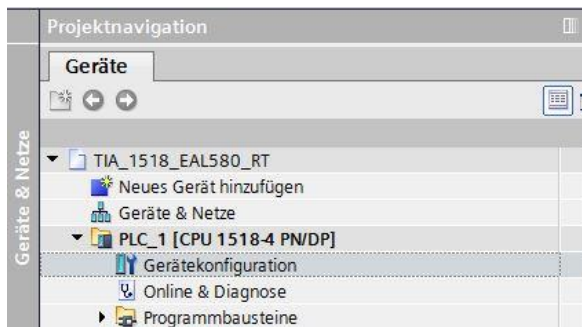 Projektnavigation
Geräte
Geräte & Netze
TIA_1518_EAL580_RT
Neues Gerät hinzufügen
Geräte & Netze
PLC_1 [CPU 1518-4 PN/DP]
Gerätekonfiguration
Online & Diagnose
Programmbausteine